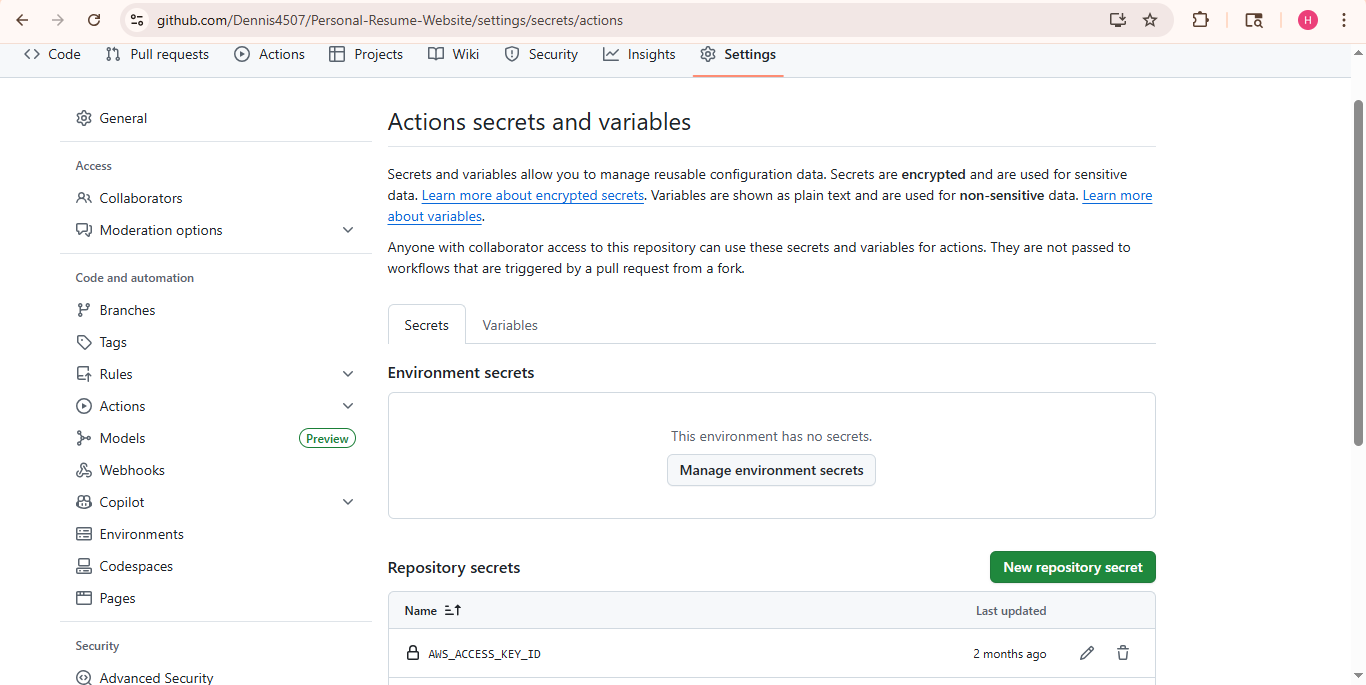 github.com/Dennis4507/Personal-Resume-Website/settings/secrets/actions
H
Code
Pull requests
Actions
Projects
Wiki
Security
Insights
Settings
General
Access
Collaborators
Moderation options
Code and automation
Branches
Tags
Rules
Actions
Models
Preview
Webhooks
Copilot
Environments
Codespaces
Pages
Security
Advanced Security
Actions secrets and variables
Secrets and variables allow you to manage reusable configuration data. Secrets are encrypted and are used for sensitive
data. Learn more about encrypted secrets. Variables are shown as plain text and are used for non-sensitive data. Learn more
about variables.
Anyone with collaborator access to this repository can use these secrets and variables for actions. They are not passed to
workflows that are triggered by a pull request from a fork.
Secrets
Variables
Environment secrets
This environment has no secrets.
Manage environment secrets
Repository secrets
New repository secret
Name
Last updated
AWS_ACCESS_KEY_ID
2 months ago